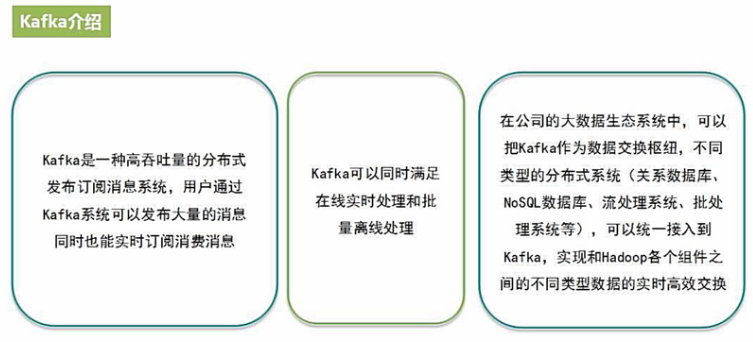 Kafka介绍
Kafka是一种高吞吐量的分布式
发布订阅消息系统，用户通过
Kafka系统可以发布大量的消息
同时也能实时订阅消费消息
Kafka可以同时满足
在线实时处理和批
量离线处理
在公司的大数据生态系统中，可以
把Kafka作为数据交换枢纽，不同
类型的分布式系统（关系数据库、
NoSQL数据库、流处理系统、批处
理系统等），可以统一接入到
Kafka，实现和Hadoop各个组件之
间的不同类型数据的实时高效交换